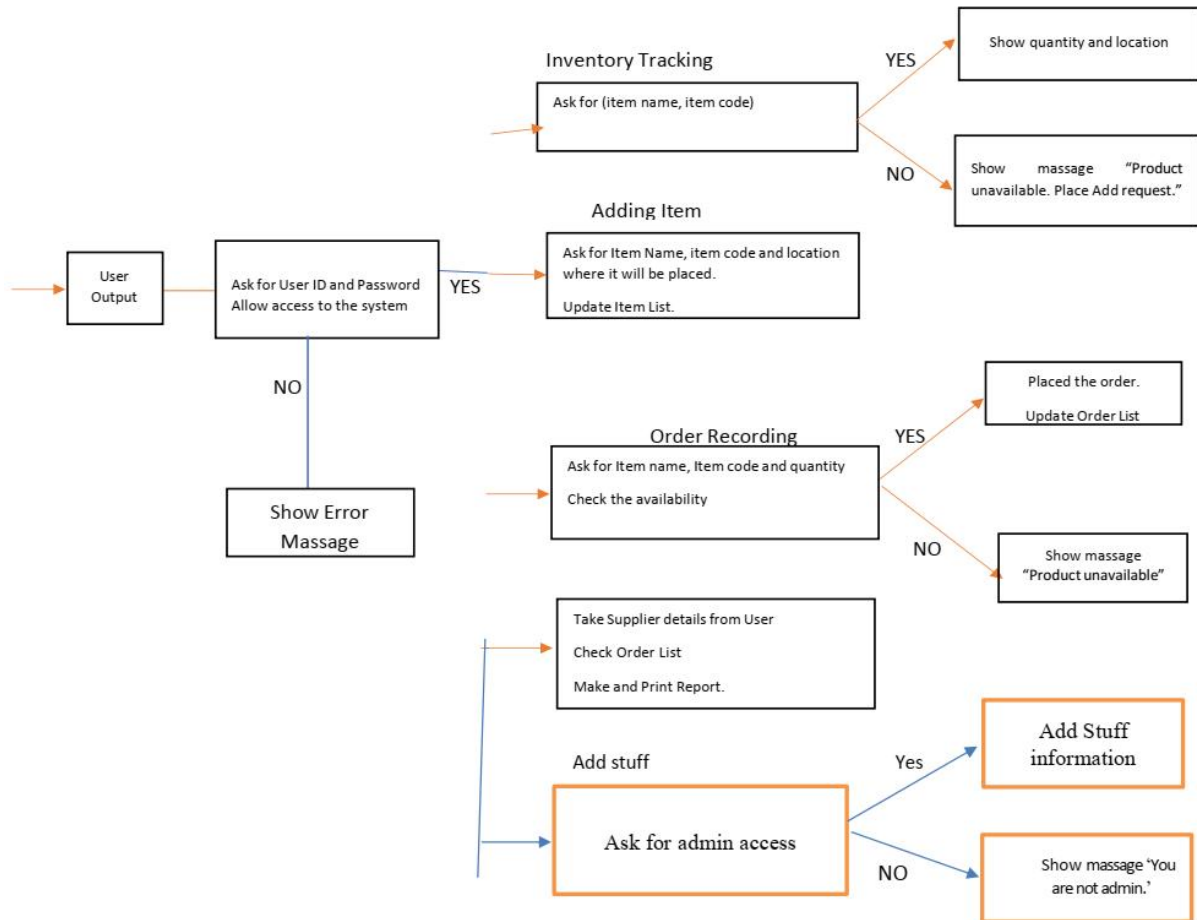 Inventory Tracking
Ask for (item name, item code)
YES
Show quantity and location
NO
Show massage “Product
unavailable. Place Add request.”
User
Output
Ask for User ID and Password
Allow access to the system
YES
NO
Show Error
Massage
Adding Item
Ask for Item Name, item code and location
where it will be placed.
Update Item List.
Order Recording
Ask for Item name, Item code and quantity
Check the availability
YES
Placed the order.
Update Order List
NO
Show massage
“Product unavailable”
Take Supplier details from User
Check Order List
Make and Print Report.
Add stuff
Ask for admin access
Yes
Add Stuff
information
NO
Show massage ‘You
are not admin.’